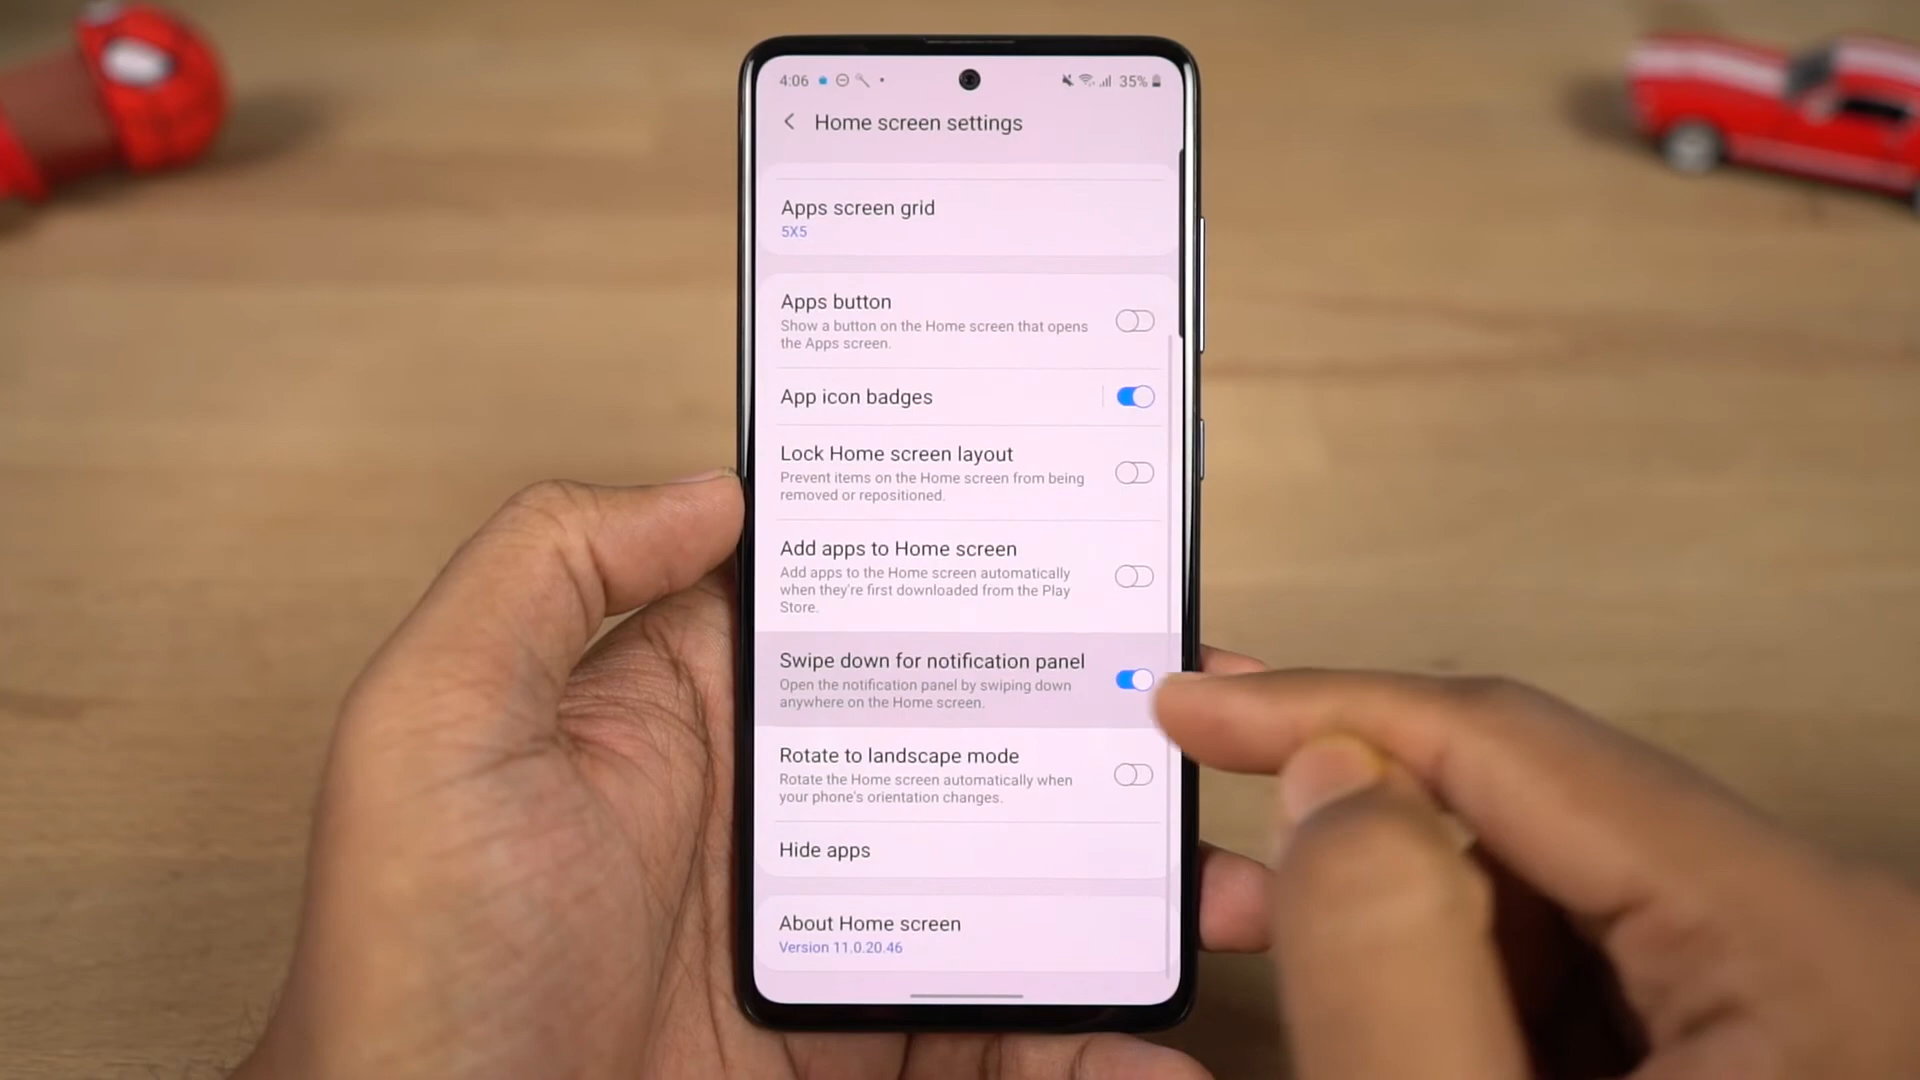 4:06
35%
Home screen settings
Apps screen grid
5X5
Apps button
Show a button on the Home screen that opens
the Apps screen.
App icon badges
Lock Home screen layout
Prevent items on the Home screen from being
removed or repositioned.
Add apps to Home screen
Add apps to the Home screen automatically
when they're first downloaded from the Play
Store.
Swipe down for notification panel
Open the notification panel by swiping down
anywhere on the Home screen.
Rotate to landscape mode
Rotate the Home screen automatically when
your phone's orientation changes.
Hide apps
About Home screen
Version 11.0.20.46